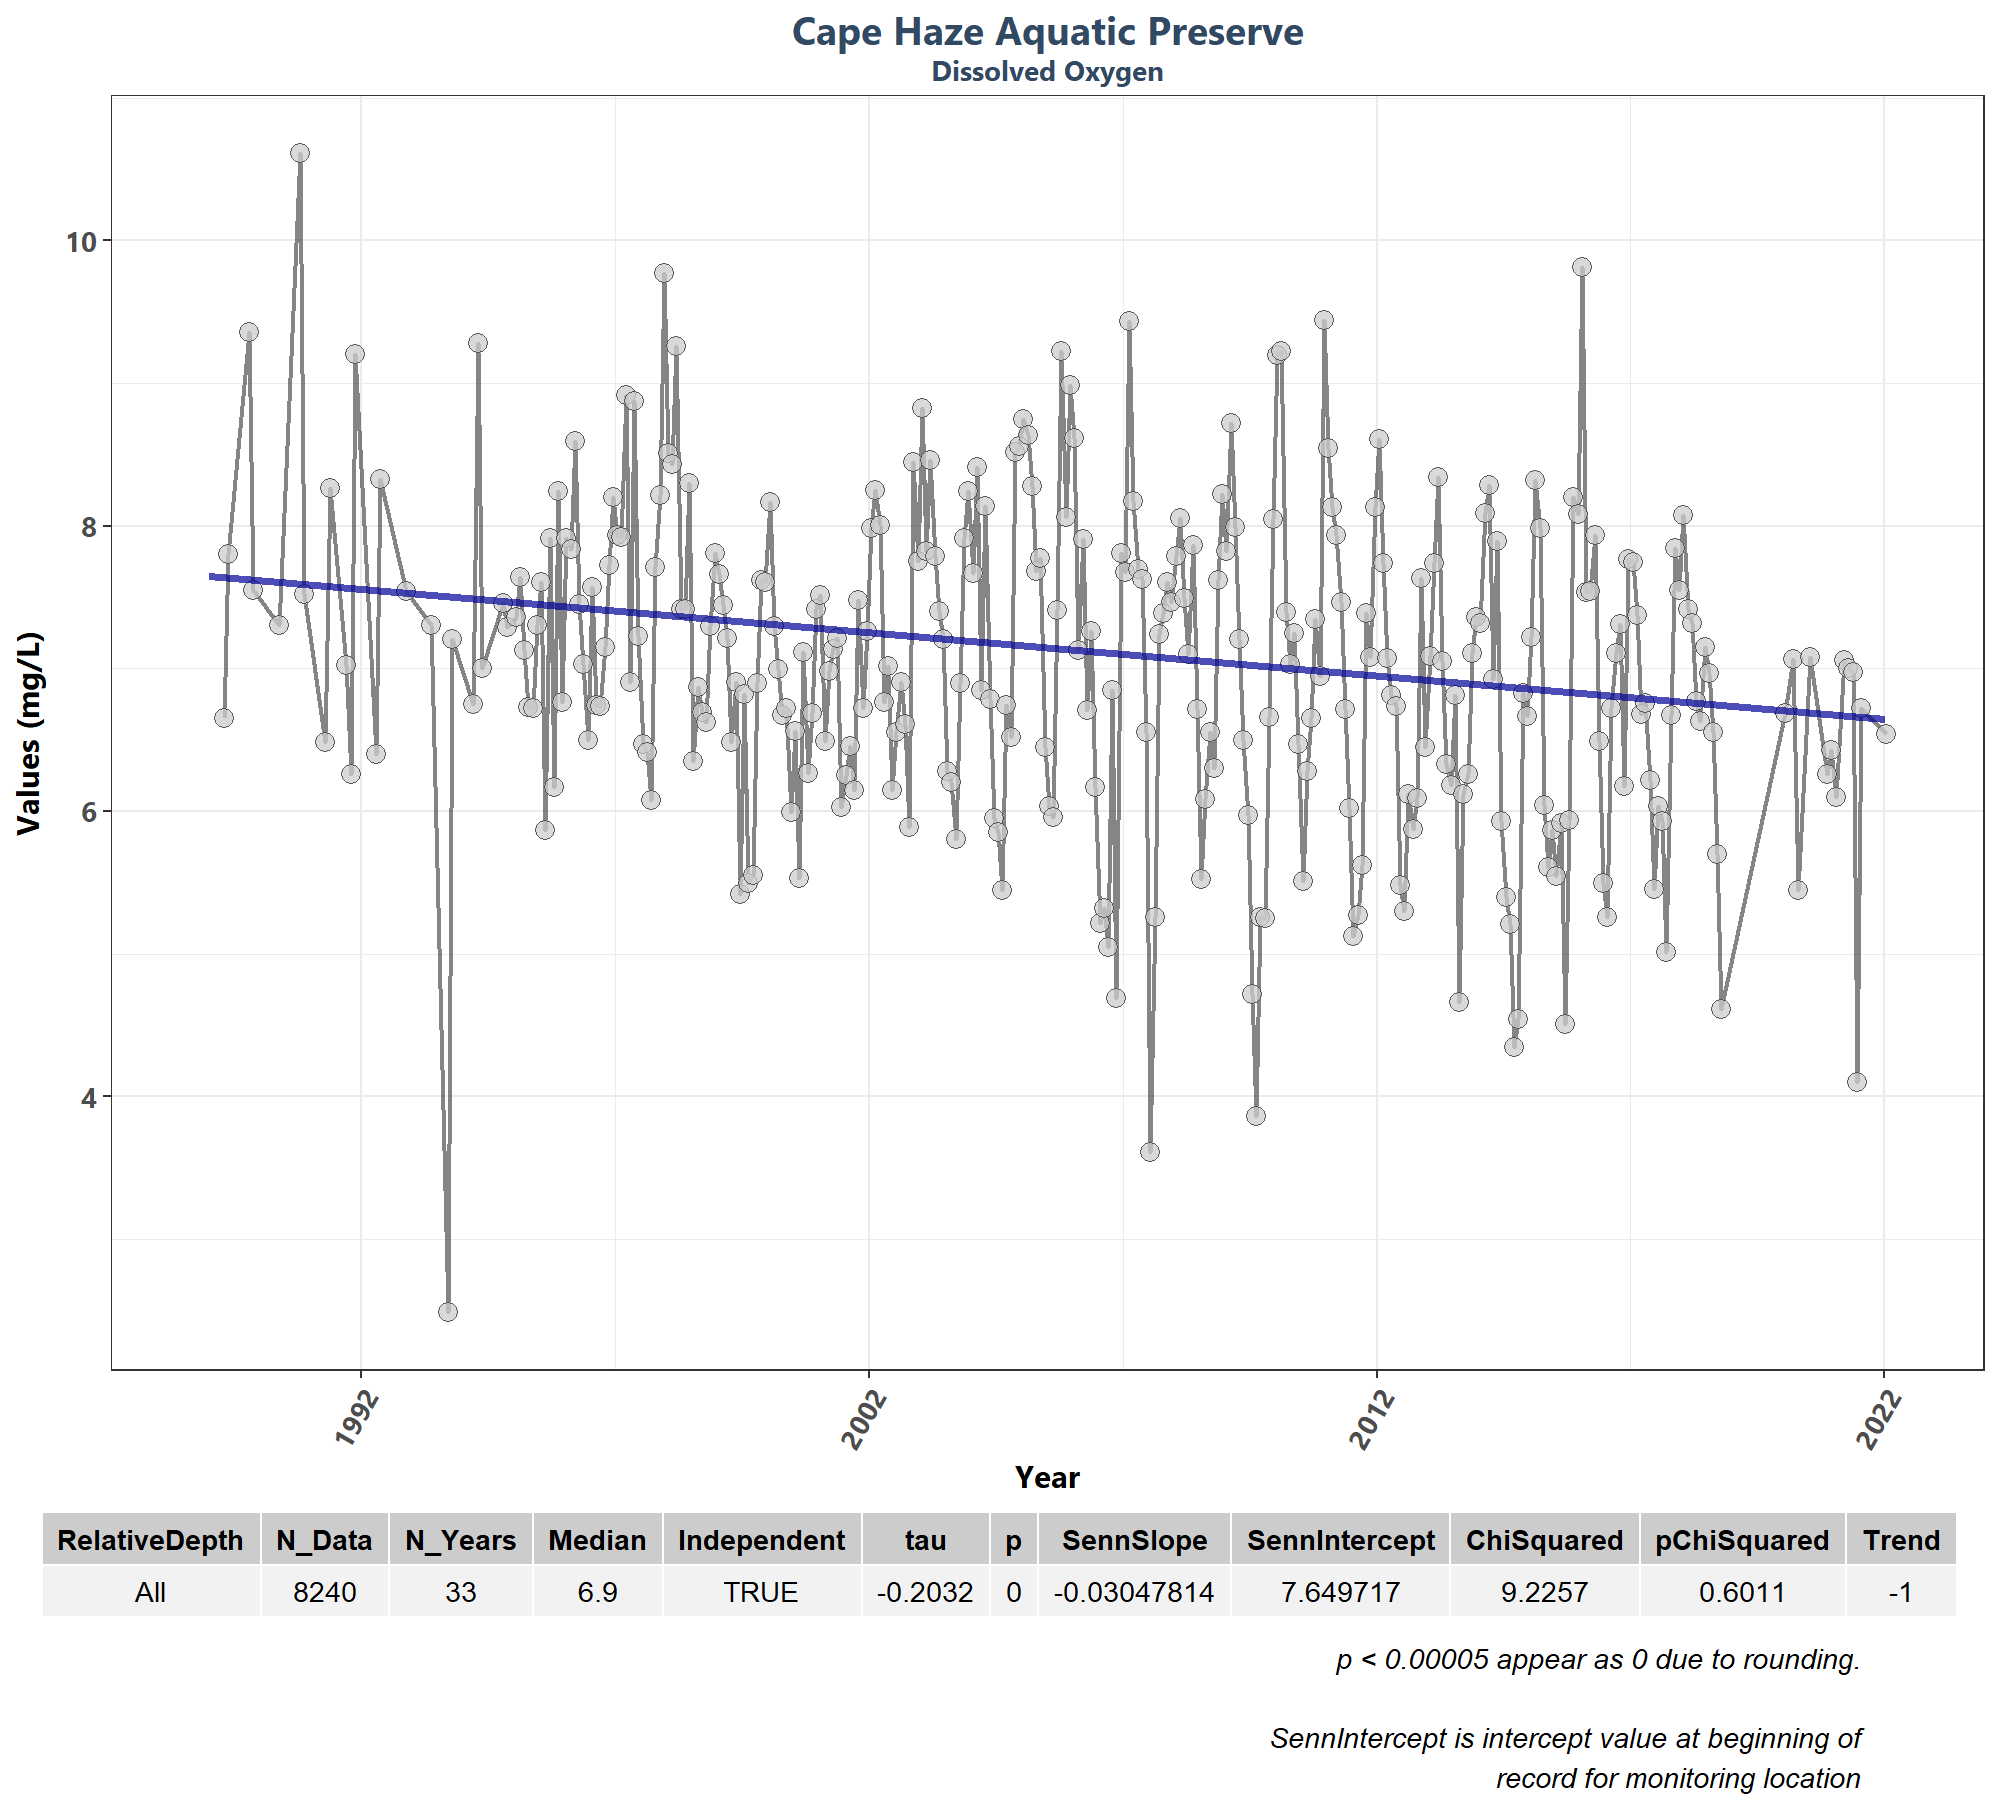 Cape Haze Aquatic Preserve
Dissolved Oxygen
Values (mg/L)
10
8
6
4
1992
2002
2012
2022
Year
RelativeDepth N_Data N_Years Median Independent tau p SennSlope SennIntercept ChiSquared pChiSquared Trend
All 8240 33 6.9 TRUE -0.2032 0 -0.03047814 7.649717 9.2257 0.6011 -1
p < 0.00005 appear as 0 due to rounding.
SennIntercept is intercept value at beginning of
record for monitoring location